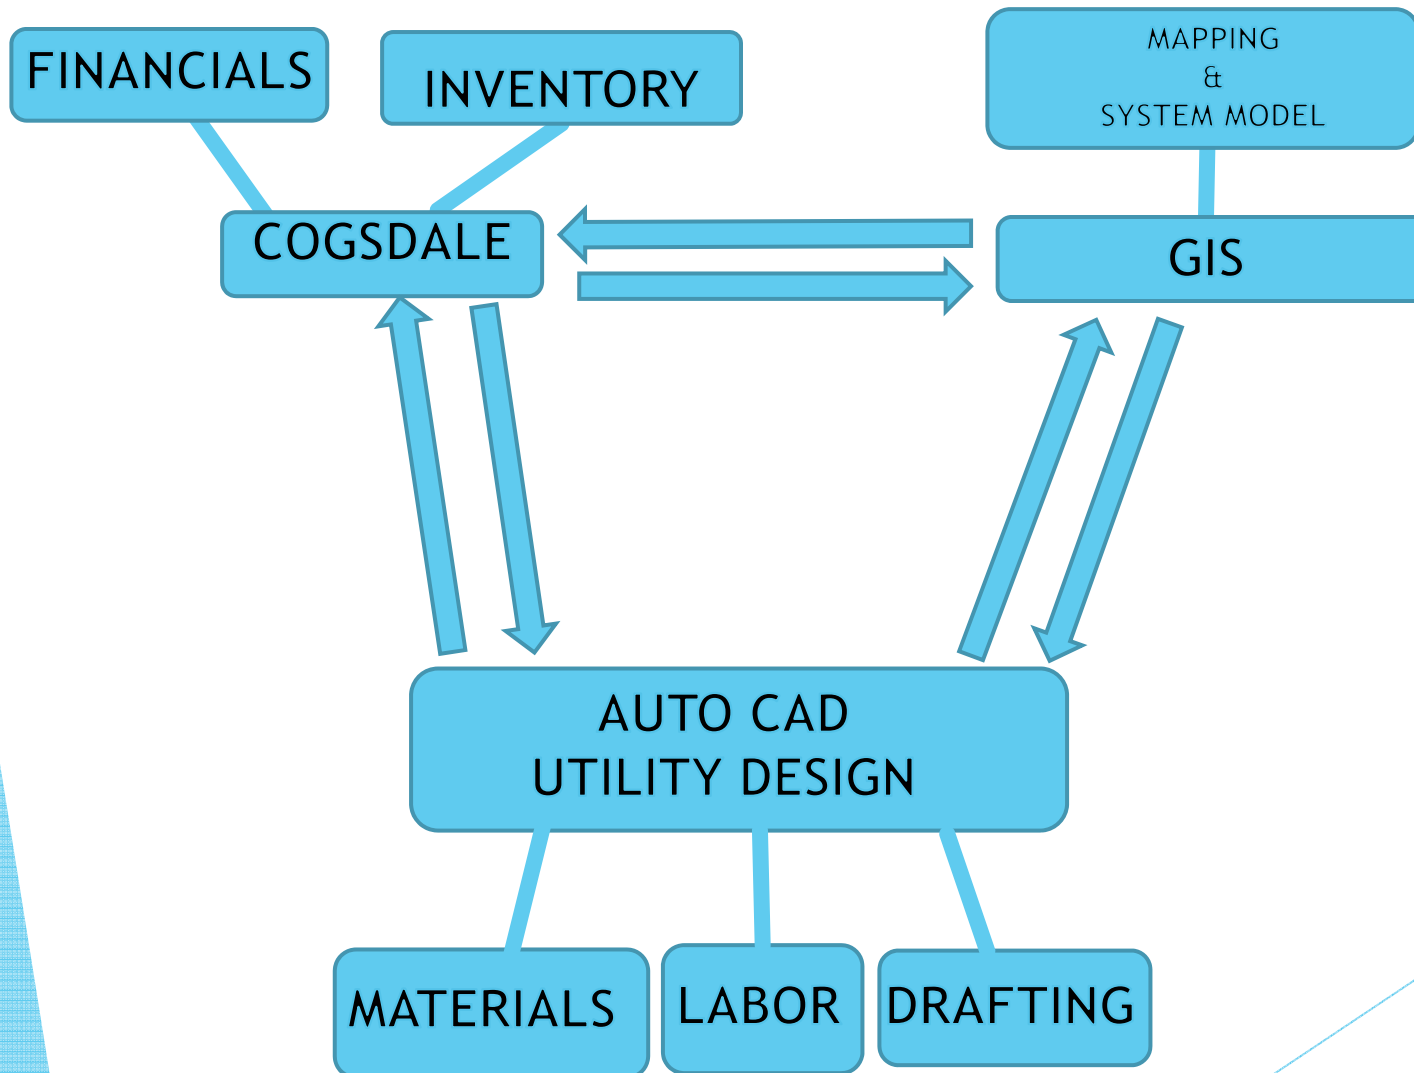 FINANCIALS
INVENTORY
MAPPING
&
SYSTEM MODEL
COGSDALE
GIS
AUTO CAD
UTILITY DESIGN
MATERIALS
LABOR
DRAFTING